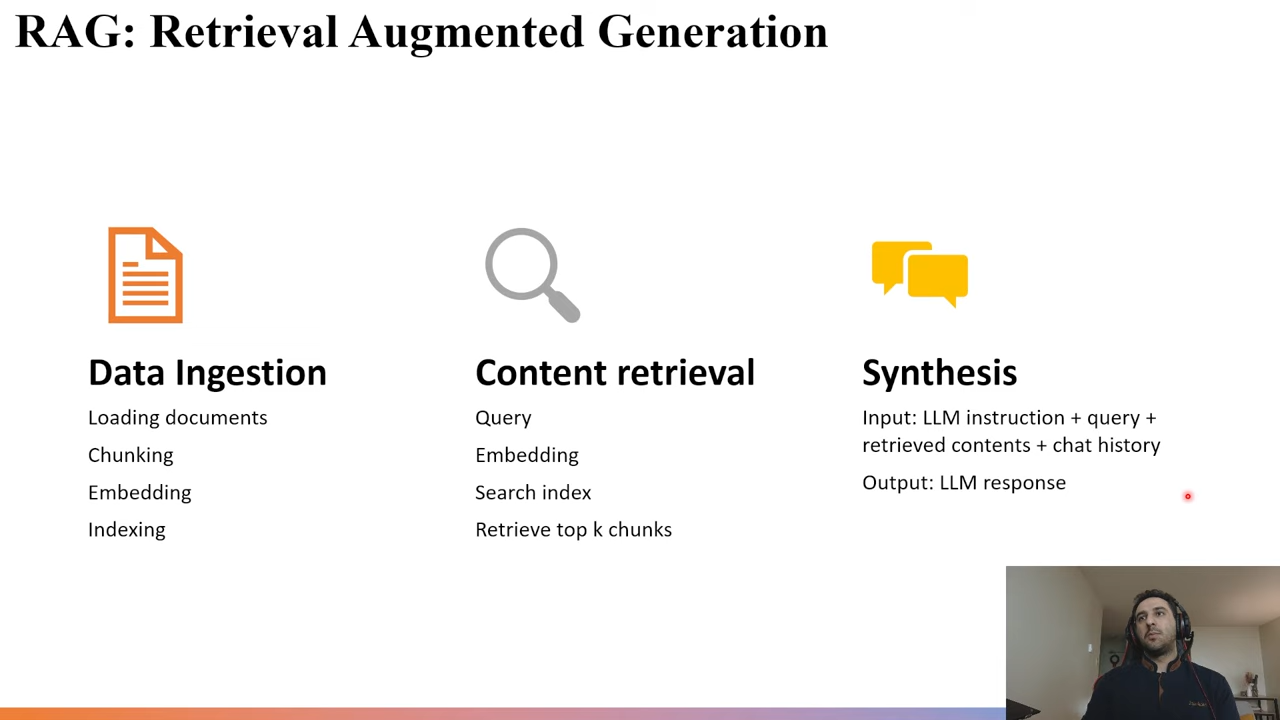 RAG: Retrieval Augmented Generation
Data Ingestion
Loading documents
Chunking
Embedding
Indexing
Content retrieval
Query
Embedding
Search index
Retrieve top k chunks
Synthesis
Input: LLM instruction + query +
retrieved contents + chat history
Output: LLM response